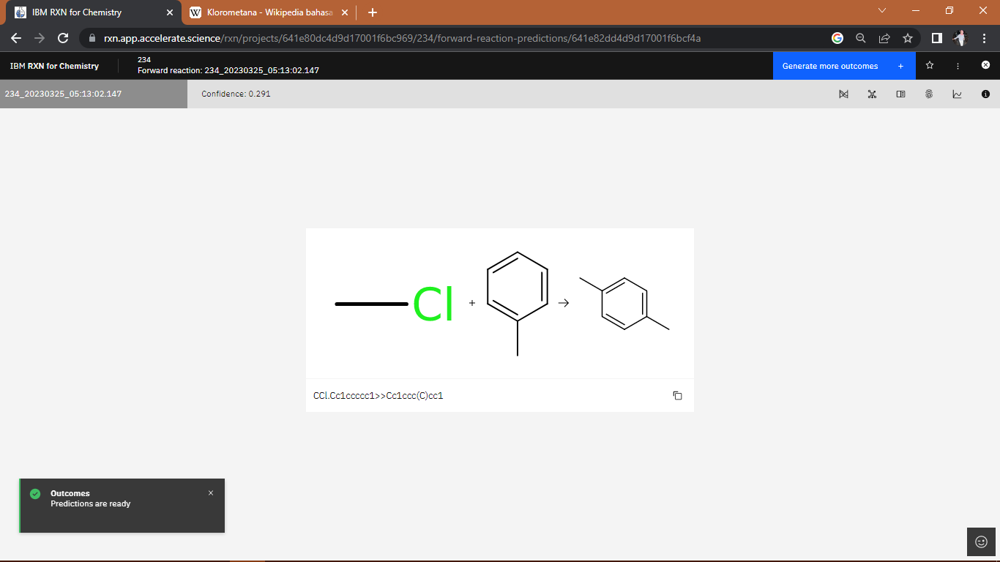 IBM RXN for Chemistry
Klorometana - Wikipedia bahasa
rxn.app.accelerate.science/rxn/projects/641e80dc4d9d17001f6bc969/234/forward-reaction-predictions/641e82dd4d9d17001f6bcf4a
IBM RXN for Chemistry
234
Forward reaction: 234_20230325_05:13:02.147
Generate more outcomes +
234_20230325_05:13:02.147
Confidence: 0.291
Cl + →
CCl.Cc1ccccc1>>Cc1ccc(C)cc1
Outcomes
Predictions are ready